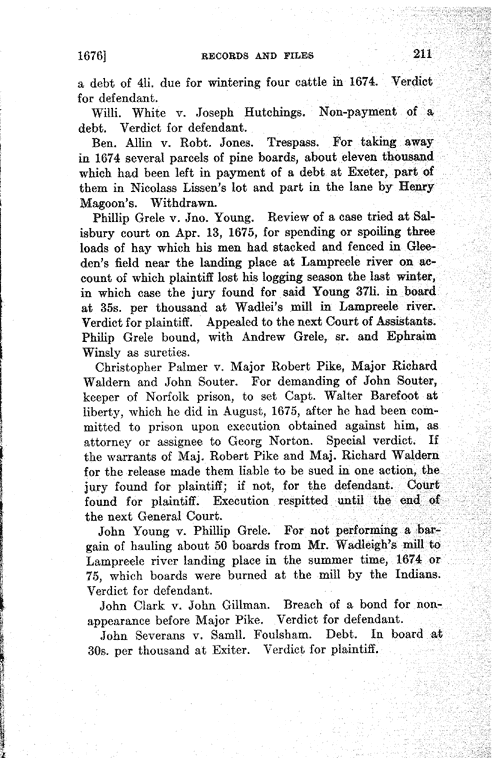 1676] RECORDS AND FILES 211
a debt of 4li. due for wintering four cattle in 1674. Verdict
for defendant.
Willi. White v. Joseph Hutchings. Non-payment of a
debt. Verdict for defendant.
Ben. Allin v. Robt. Jones. Trespass. For taking away
in 1674 several parcels of pine boards, about eleven thousand
which had been left in payment of a debt at Exeter, part of
them in Nicolass Lissen's lot and part in the lane by Henry
Magoon's. Withdrawn.
Phillip Grele v. Jno. Young. Review of a case tried at Sal-
isbury court on Apr. 13, 1675, for spending or spoiling three
loads of hay which his men had stacked and fenced in Glee-
den's field near the landing place at Lampreele river on ac-
count of which plaintiff lost his logging season the last winter,
in which case the jury found for said Young 37li. in board
at 35s. per thousand at Wadlei's mill in Lampreele river.
Verdict for plaintiff. Appealed to the next Court of Assistants.
Philip Grele bound, with Andrew Grele, sr. and Ephraim
Winsly as sureties.
Christopher Palmer v. Major Robert Pike, Major Richard
Waldern and John Souter. For demanding of John Souter,
keeper of Norfolk prison, to set Capt. Walter Barefoot at
liberty, which he did in August, 1675, after he had been com-
mitted to prison upon execution obtained against him, as
attorney or assignee to Georg Norton. Special verdict. If
the warrants of Maj. Robert Pike and Maj. Richard Waldern
for the release made them liable to be sued in one action, the
jury found for plaintiff; if not, for the defendant. Court
found for plaintiff. Execution respitted until the end of
the next General Court.
John Young v. Phillip Grele. For not performing a bar-
gain of hauling about 50 boards from Mr. Wadleigh's mill to
Lampreele river landing place in the summer time, 1674 or
75, which boards were burned at the mill by the Indians.
Verdict for defendant.
John Clark v. John Gillman. Breach of a bond for non-
appearance before Major Pike. Verdict for defendant.
John Severans v. Samll. Foulsham. Debt. In board at
30s. per thousand at Exiter. Verdict for plaintiff.